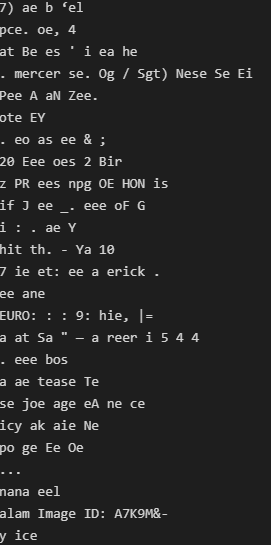 7) ae b ‘el
pce. oe, 4
at Be es ' i ea he
. mercer se. Og / Sgt) Nese Se Ei
Pee A aN Zee.
ote EY
. eo as ee & ;
20 Eee oes 2 Bir
z PR ees npg OE HON is
if J ee _. eee oF G
i : . ae Y
hit th. - Ya 10
7 ie et: ee a erick .
ee ane
EURO: : : 9: hie, |=
a at Sa " — a reer i 5 4 4
. eee bos
a ae tease Te
se joe age eA ne ce
icy ak aie Ne
po ge Ee Oe
...
nana eel
alam Image ID: A7K9M&-
y ice